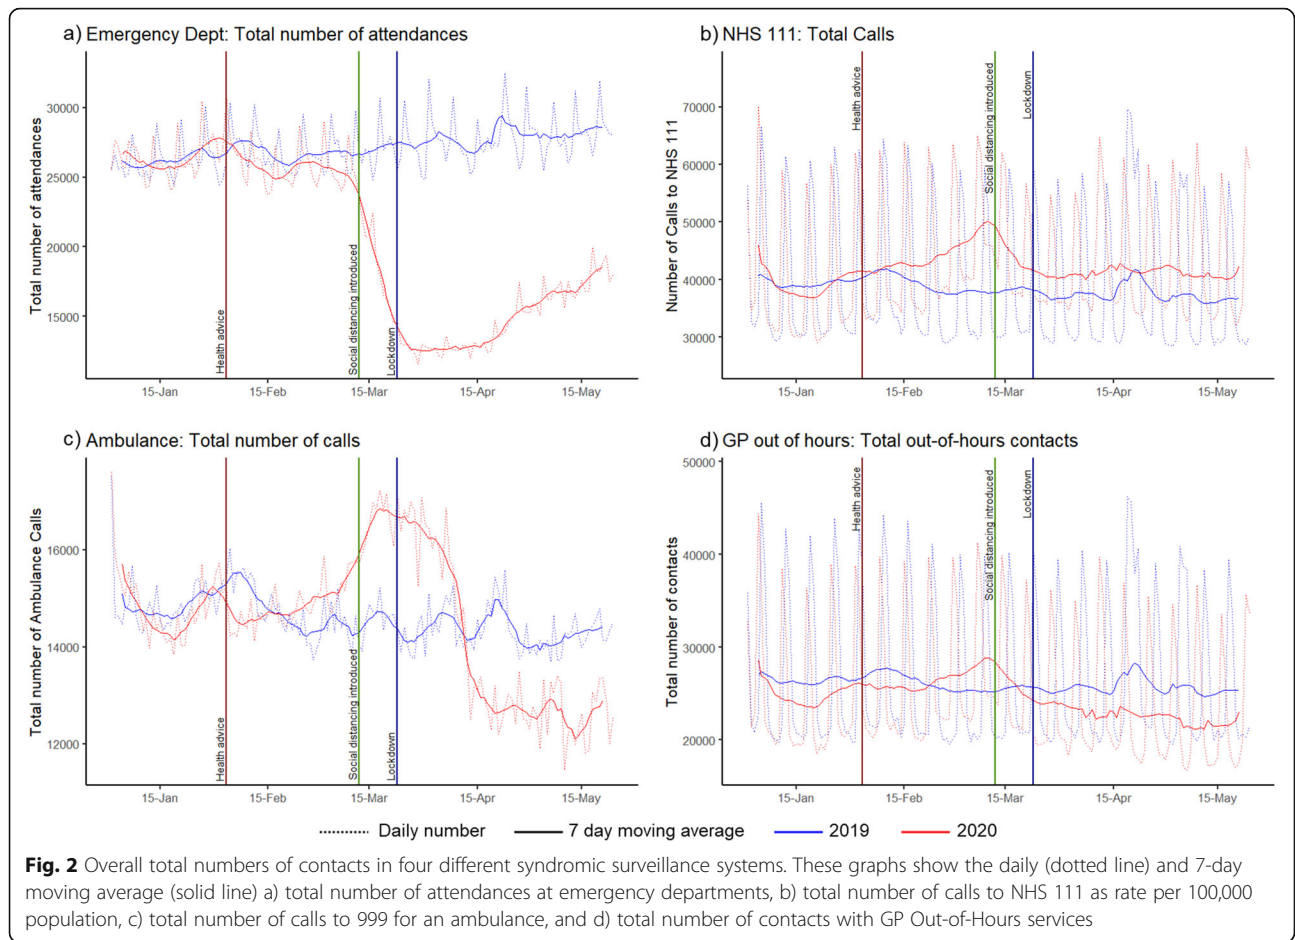 a) Emergency Dept: Total number of attendances
Total number of attendances
30000
25000
20000
15000
Health advice
Social distancing introduced
Lockdown
15-Jan
15-Feb
15-Mar
15-Apr
15-May
b) NHS 111: Total Calls
Number of Calls to NHS 111
70000
60000
50000
40000
30000
Health advice
Social distancing introduced
Lockdown
15-Jan
15-Feb
15-Mar
15-Apr
15-May
c) Ambulance: Total number of calls
Total number of Ambulance Calls
16000
14000
12000
Health advice
Social distancing introduced
Lockdown
15-Jan
15-Feb
15-Mar
15-Apr
15-May
d) GP out of hours: Total out-of-hours contacts
Total number of contacts
50000
40000
30000
20000
Health advice
Social distancing introduced
Lockdown
15-Jan
15-Feb
15-Mar
15-Apr
15-May
Daily number
7 day moving average
2019
2020
Fig. 2 Overall total numbers of contacts in four different syndromic surveillance systems. These graphs show the daily (dotted line) and 7-day
moving average (solid line) a) total number of attendances at emergency departments, b) total number of calls to NHS 111 as rate per 100,000
population, c) total number of calls to 999 for an ambulance, and d) total number of contacts with GP Out-of-Hours services